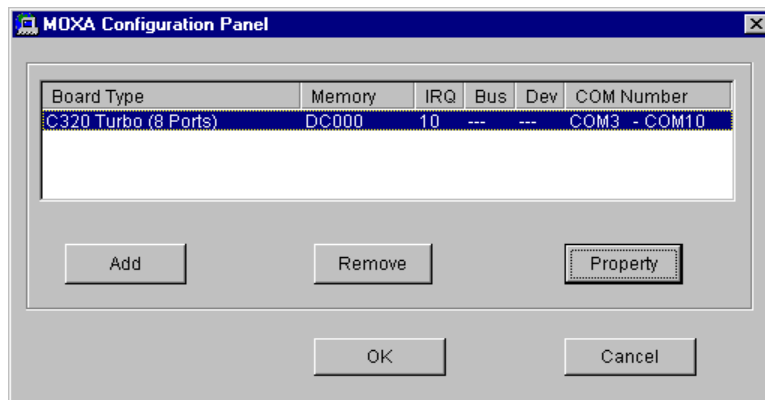 MOXA Configuration Panel
Board Type Memory IRQ Bus Dev COM Number
C320 Turbo (8 Ports) DC000 10 --- --- COM3 - COM10
Add Remove Property
OK Cancel